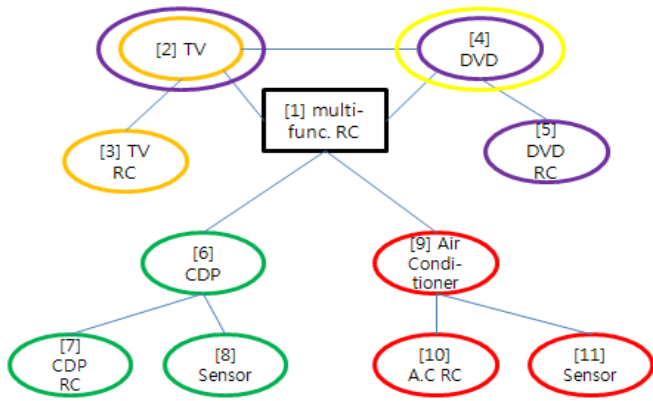 [2] TV
[4]
DVD
[1] multi-
func. RC
[3] TV
RC
[5]
DVD
RC
[6]
CDP
[9] Air
Condi-
tioner
[7]
CDP
RC
[8]
Sensor
[10]
A.C RC
[11]
Sensor